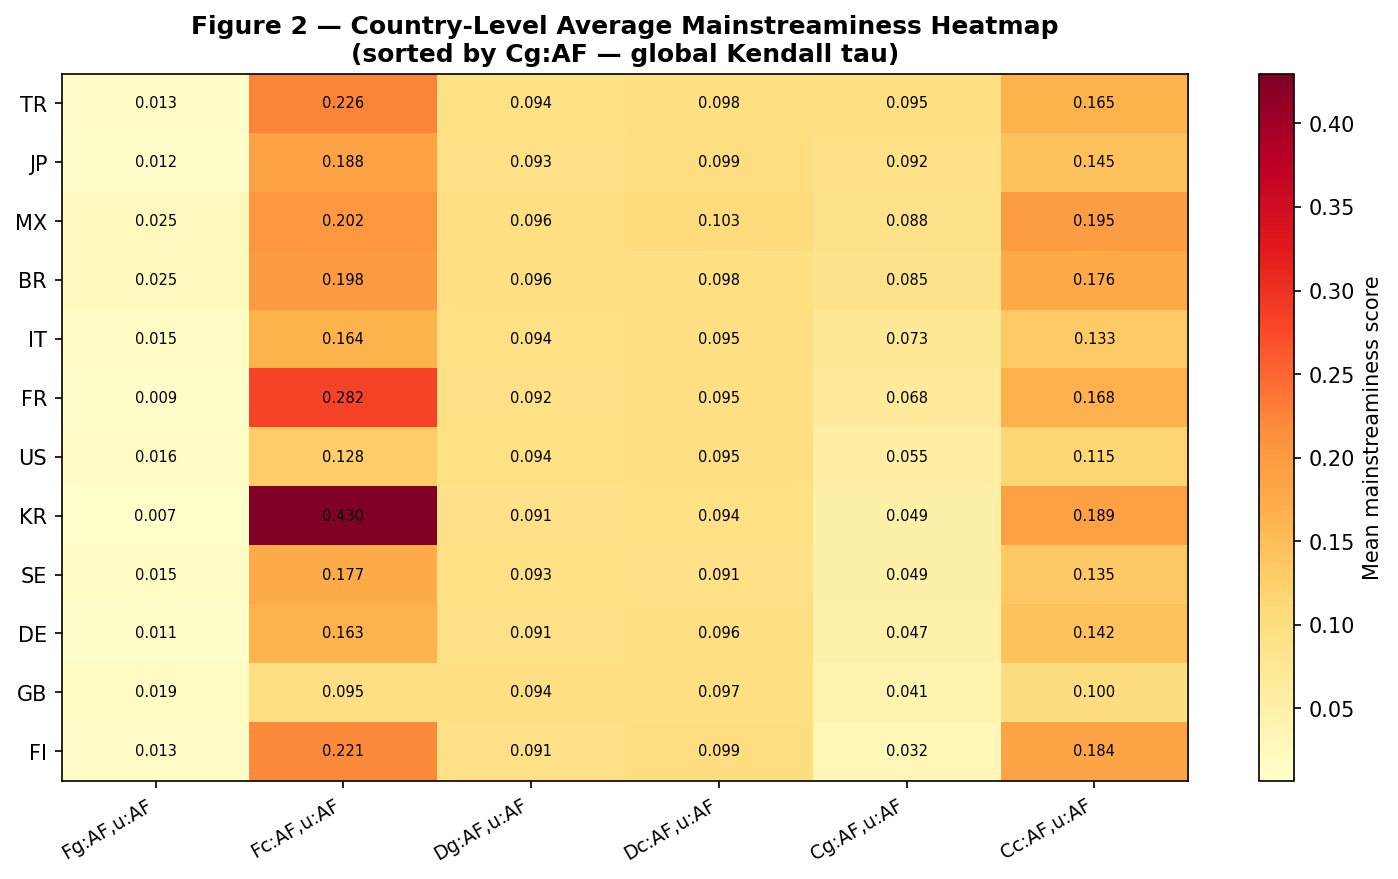 Figure 2 — Country-Level Average Mainstreaminess Heatmap
(sorted by Cg:AF — global Kendall tau)
TR 0.013 0.226 0.094 0.098 0.095 0.165
JP 0.012 0.188 0.093 0.099 0.092 0.145
MX 0.025 0.202 0.096 0.103 0.088 0.195
BR 0.025 0.198 0.096 0.098 0.085 0.176
IT 0.015 0.164 0.094 0.095 0.073 0.133
FR 0.009 0.282 0.092 0.095 0.068 0.168
US 0.016 0.128 0.094 0.095 0.055 0.115
KR 0.007 0.430 0.091 0.094 0.049 0.189
SE 0.015 0.177 0.093 0.091 0.049 0.135
DE 0.011 0.163 0.091 0.096 0.047 0.142
GB 0.019 0.095 0.094 0.097 0.041 0.100
FI 0.013 0.221 0.091 0.099 0.032 0.184
Fg:AF,u:AF Fc:AF,u:AF Dg:AF,u:AF Dc:AF,u:AF Cg:AF,u:AF Cc:AF,u:AF
0.40
0.35
0.30
0.25
0.20
0.15
0.10
0.05
Mean mainstreaminess score